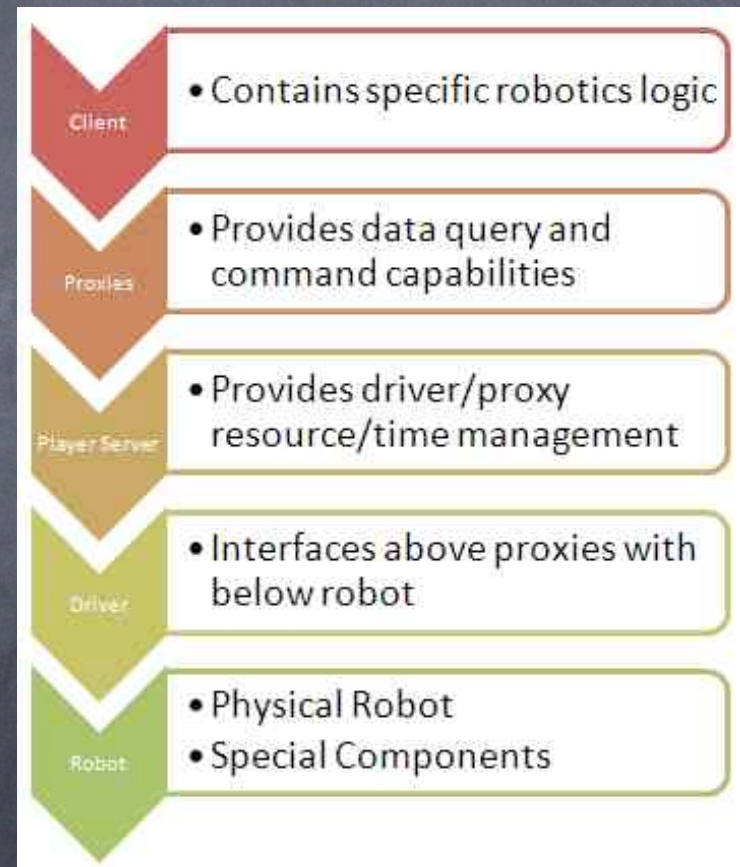 Client
• Contains specific robotics logic
Proxies
• Provides data query and
command capabilities
Player Server
• Provides driver/proxy
resource/time management
Driver
• Interfaces above proxies with
below robot
Robot
• Physical Robot
• Special Components